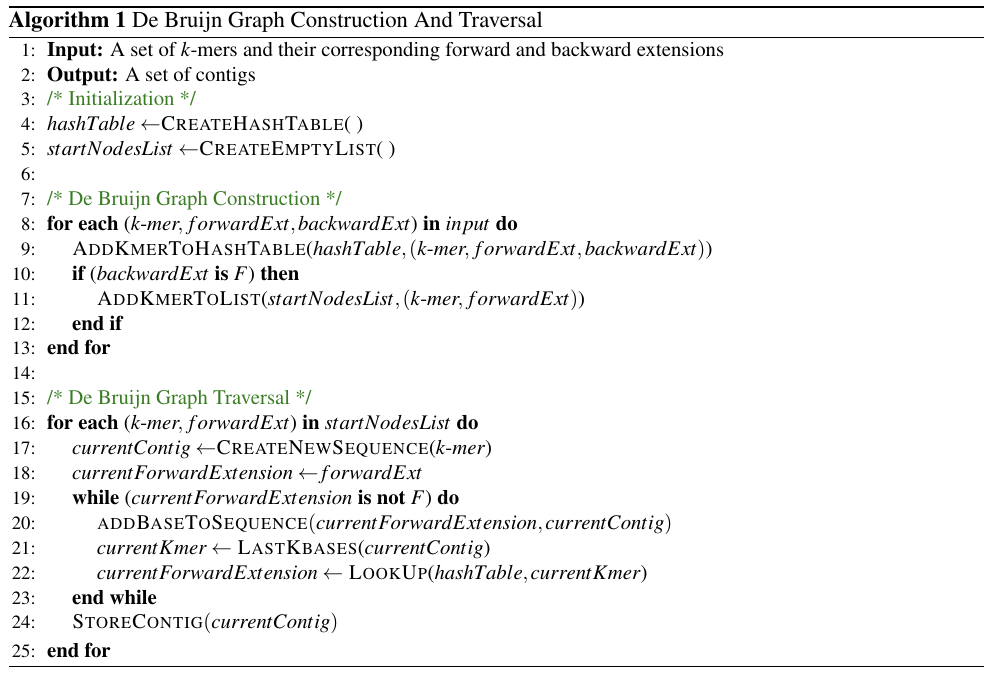 Algorithm 1 De Bruijn Graph Construction And Traversal
1: Input: A set of k-mers and their corresponding forward and backward extensions
2: Output: A set of contigs
3: /* Initialization */
4: hashTable ←CREATEHASHTABLE( )
5: startNodesList ←CREATEEMPTYLIST( )
6:
7: /* De Bruijn Graph Construction */
8: for each (k-mer, forwardExt,backwardExt) in input do
9: ADDKMERTOHASHTABLE(hashTable,(k-mer, forwardExt,backwardExt))
10: if (backwardExt is F) then
11: ADDKMERTOLIST(startNodesList,(k-mer, forwardExt))
12: end if
13: end for
14:
15: /* De Bruijn Graph Traversal */
16: for each (k-mer, forwardExt) in startNodesList do
17: currentContig ←CREATENEWSEQUENCE(k-mer)
18: currentForwardExtension ← forwardExt
19: while (currentForwardExtension is not F) do
20: ADDBASETOSEQUENCE(currentForwardExtension,currentContig)
21: currentKmer ← LASTKBASES(currentContig)
22: currentForwardExtension ← LOOKUP(hashTable,currentKmer)
23: end while
24: STORECONTIG(currentContig)
25: end for